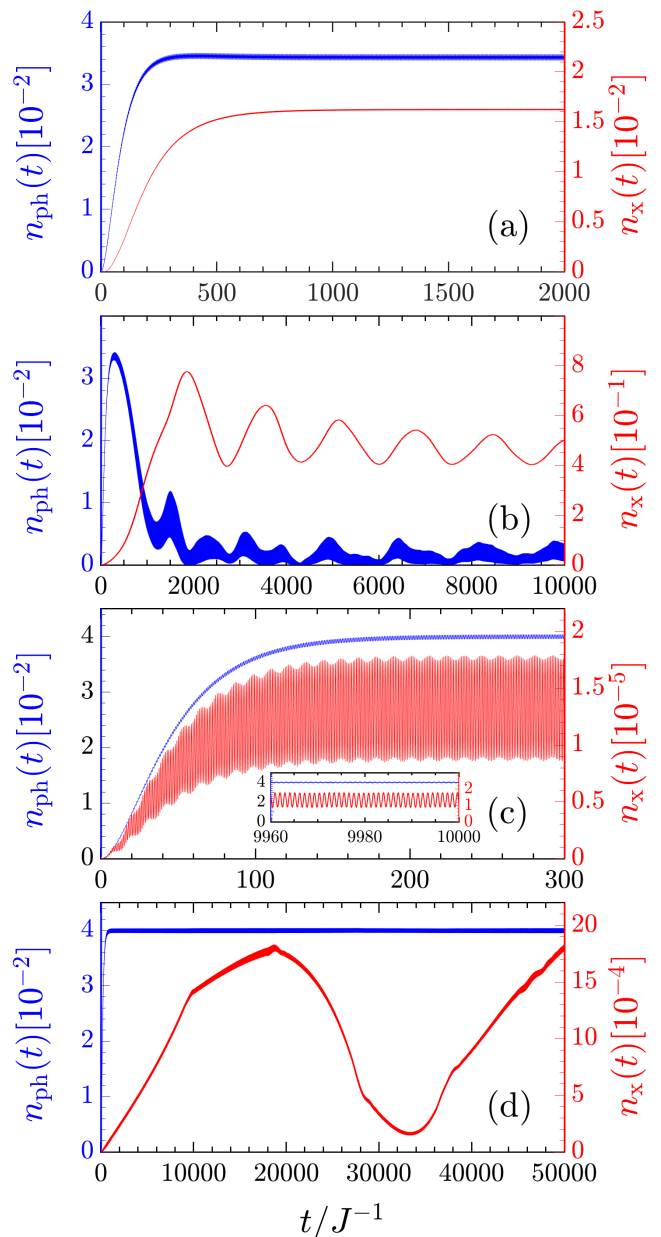 4 2.5
3 2
2 1.5
1 1
0.5
0 0
n_ph(t)[10^−2] (a) n_x(t)[10^−2]
0 500 1000 1500 2000
3 8
2 6
4
1 2
0 0
n_ph(t)[10^−2] (b) n_x(t)[10^−1]
0 2000 4000 6000 8000 10000
4 2
3 1.5
2 1
1 0.5
0 0
n_ph(t)[10^−2] (c) n_x(t)[10^−5]
4 2
2 1
0 0
9960 9980 10000
0 100 200 300
4 20
3 15
2 10
1 5
0 0
n_ph(t)[10^−2] (d) n_x(t)[10^−4]
0 10000 20000 30000 40000 50000
t/J^−1